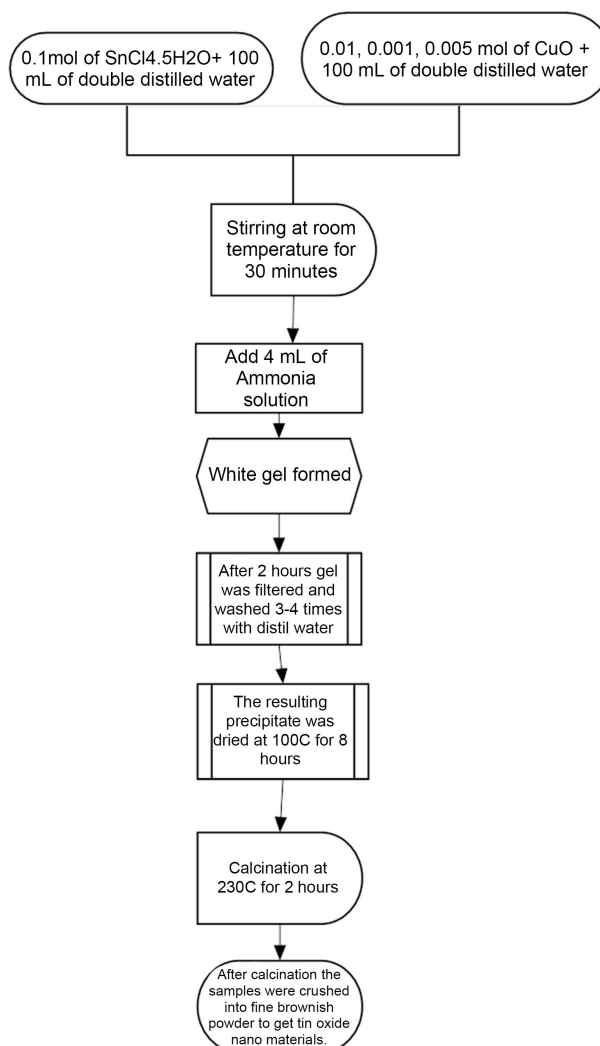 0.1mol of SnCl4.5H2O+ 100
mL of double distilled water
0.01, 0.001, 0.005 mol of CuO +
100 mL of double distilled water
Stirring at room
temperature for
30 minutes
Add 4 mL of
Ammonia
solution
White gel formed
After 2 hours gel
was filtered and
washed 3-4 times
with distil water
The resulting
precipitate was
dried at 100C for 8
hours
Calcination at
230C for 2 hours
After calcination the
samples were crushed
into fine brownish
powder to get tin oxide
nano materials.